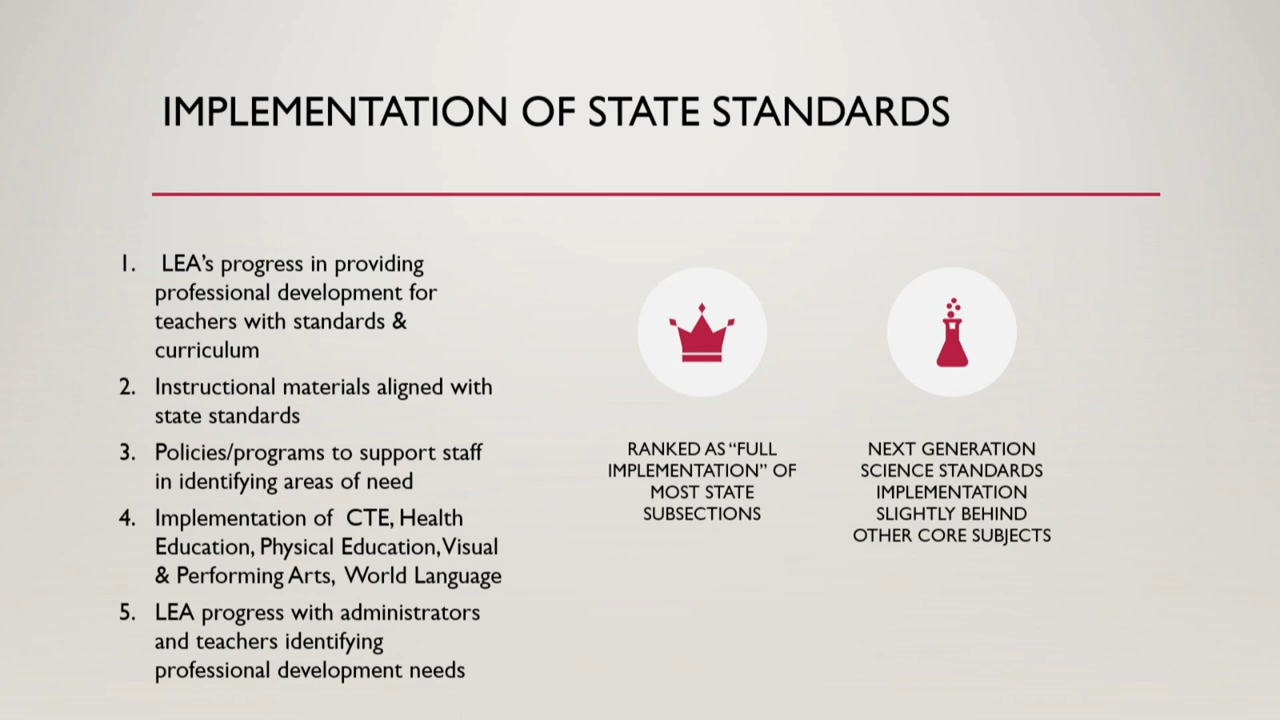 IMPLEMENTATION OF STATE STANDARDS
1. LEA's progress in providing
professional development for
teachers with standards &
curriculum
2. Instructional materials aligned with
state standards
3. Policies/programs to support staff
in identifying areas of need
4. Implementation of CTE, Health
Education, Physical Education, Visual
& Performing Arts, World Language
5. LEA progress with administrators
and teachers identifying
professional development needs
RANKED AS “FULL
IMPLEMENTATION” OF
MOST STATE
SUBSECTIONS
NEXT GENERATION
SCIENCE STANDARDS
IMPLEMENTATION
SLIGHTLY BEHIND
OTHER CORE SUBJECTS